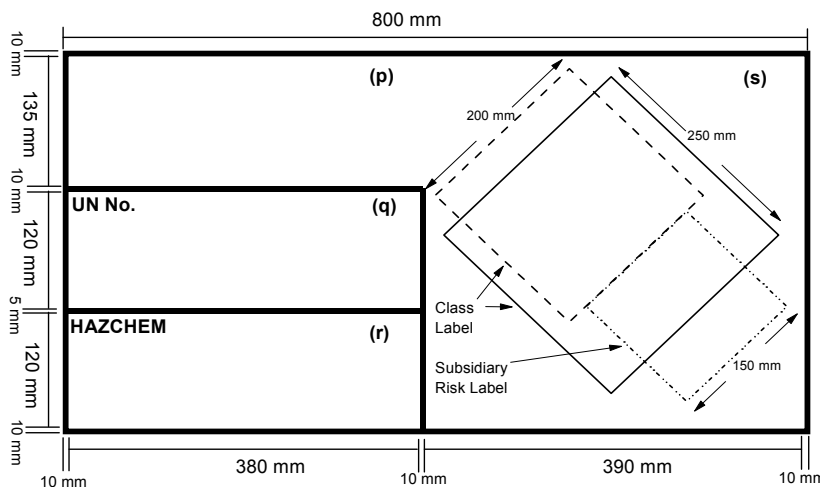 800 mm
10 mm
135 mm
10 mm
120 mm
5 mm
120 mm
10 mm
(p)
(s)
200 mm
250 mm
UN No.
(q)
HAZCHEM
(r)
Class
Label
Subsidiary
Risk Label
150 mm
380 mm
390 mm
10 mm
10 mm
10 mm